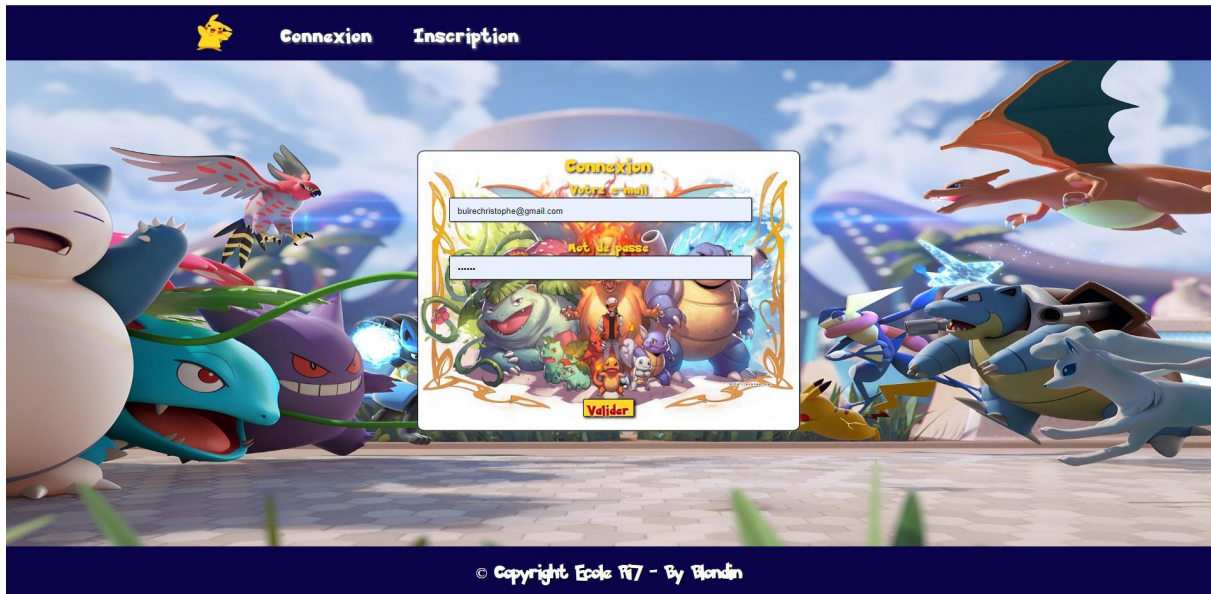 Connexion Inscription
Connexion
Votre e-mail
buirechristophe@gmail.com
Mot de passe
••••••
Valider
© Copyright Ecole Ri7 - By Blondin